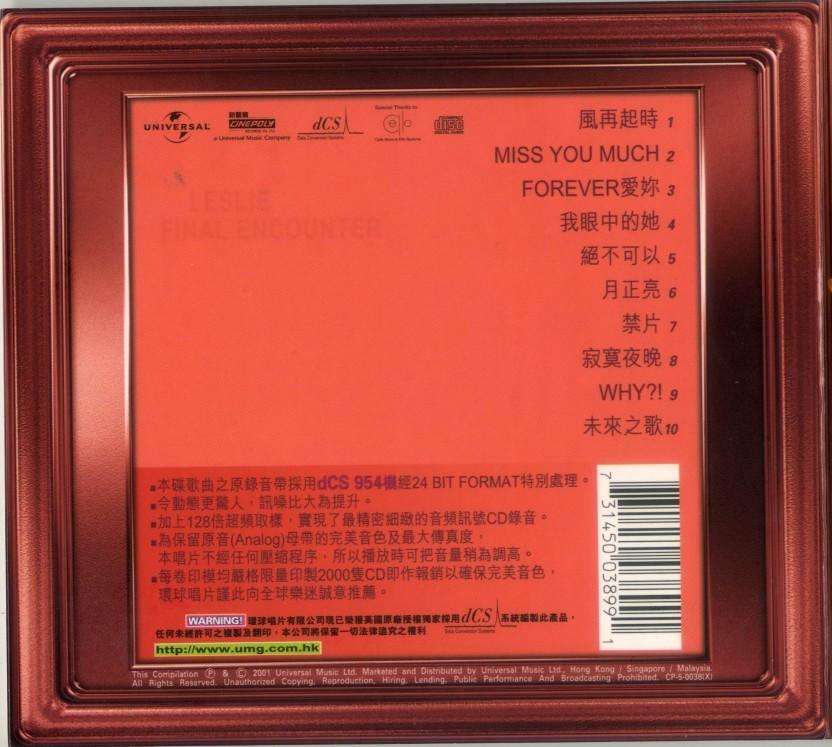 UNIVERSAL
新藝寶
CINEPOLY
RECORDS CO. LTD.
a Universal Music Company
dCS
Data Conversion Systems
Special Thanks to
disc
DIGITAL AUDIO
LESLIE
FINAL ENCOUNTER
風再起時 1
MISS YOU MUCH 2
FOREVER愛妳 3
我眼中的她 4
絕不可以 5
月正亮 6
禁片 7
寂寞夜晚 8
WHY?! 9
未來之歌10
■本碟歌曲之原錄音帶採用dCS 954機經24 BIT FORMAT特別處理。
■令動態更驚人，訊噪比大為提升。
■加上128倍超頻取樣，實現了最精密細緻的音頻訊號CD錄音。
■為保留原音(Analog)母帶的完美音色及最大傳真度，
本唱片不經任何壓縮程序，所以播放時可把音量稍為調高。
■每卷印模均嚴格限量印製2000隻CD即作報銷以確保完美音色，
環球唱片謹此向全球樂迷誠意推薦。
7 31450 03899 1
WARNING! 環球唱片有限公司現已榮獲英國原廠授權獨家採用dCS系統編製此產品，
Data Conversion Systems
任何未經許可之複製及翻印，本公司將保留一切法律追究之權利
http://www.umg.com.hk
This Compilation Ⓟ & © 2001 Universal Music Ltd. Marketed and Distributed by Universal Music Ltd., Hong Kong / Singapore / Malaysia.
All Rights Reserved. Unauthorized Copying, Reproduction, Hiring, Lending, Public Performance And Broadcasting Prohibited. CP-5-0038(X)